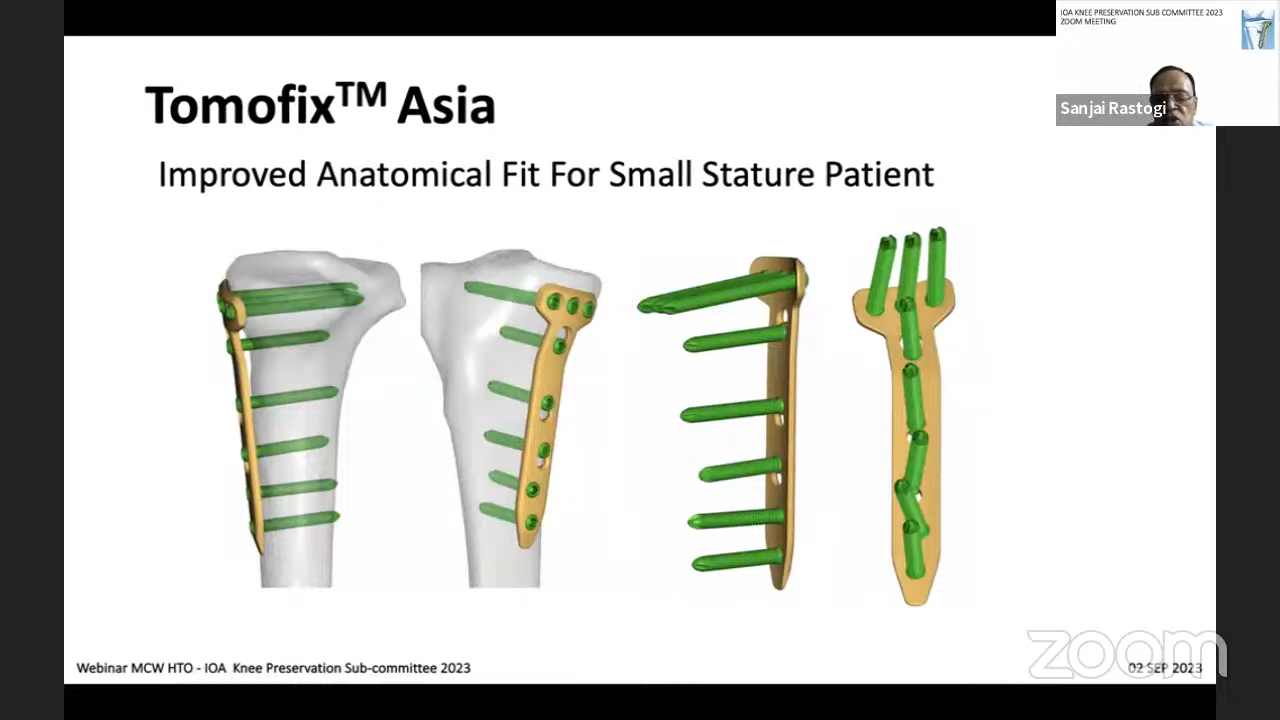 IOA KNEE PRESERVATION SUB COMMITTEE 2023
ZOOM MEETING
Sanjai Rastogi
Tomofix™ Asia
Improved Anatomical Fit For Small Stature Patient
Webinar MCW HTO - IOA Knee Preservation Sub-committee 2023
02 SEP 2023
zoom